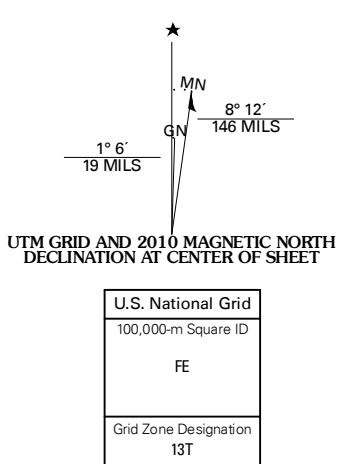 ★
MN
8° 12´
146 MILS
GN
1° 6´
19 MILS
UTM GRID AND 2010 MAGNETIC NORTH
DECLINATION AT CENTER OF SHEET
U.S. National Grid
100,000-m Square ID
FE
Grid Zone Designation
13T